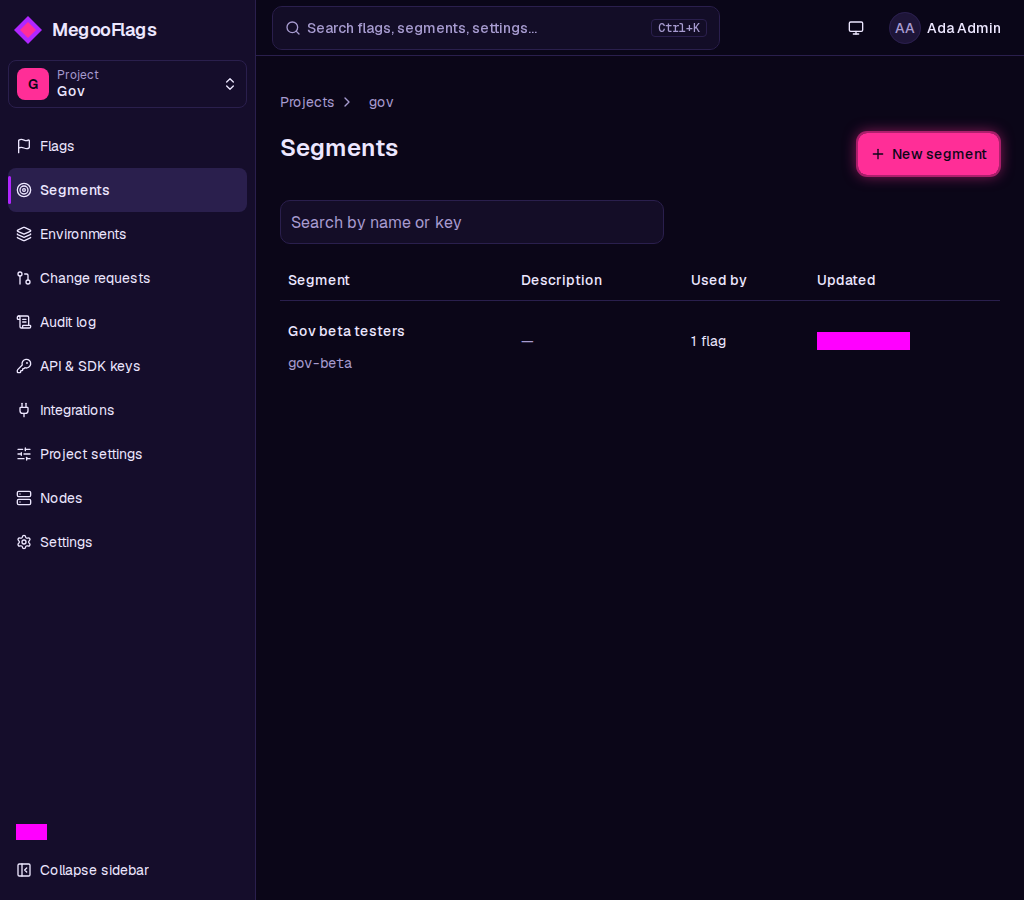 MegooFlags
Search flags, segments, settings...
Ctrl+K
AA
Ada Admin
G
Project
Gov
Flags
Segments
Environments
Change requests
Audit log
API & SDK keys
Integrations
Project settings
Nodes
Settings
Collapse sidebar
Projects
gov
Segments
New segment
Search by name or key
Segment Description Used by Updated
Gov beta testers
— 1 flag
gov-beta